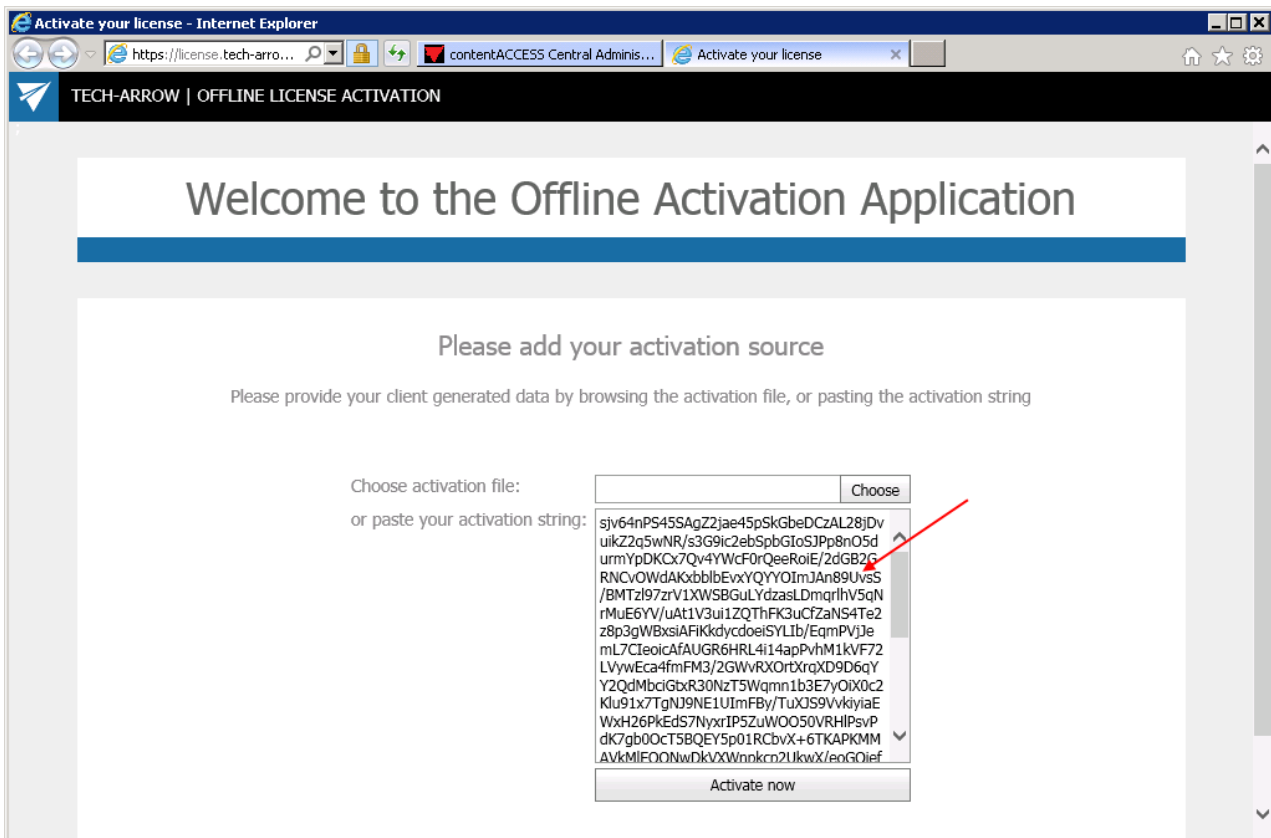 Activate your license - Internet Explorer
https://license.tech-arro...
contentACCESS Central Adminis...
Activate your license
TECH-ARROW | OFFLINE LICENSE ACTIVATION
Welcome to the Offline Activation Application
Please add your activation source
Please provide your client generated data by browsing the activation file, or pasting the activation string
Choose activation file:
Choose
or paste your activation string:
sjv64nPS45SAgZ2jae45pSkGbeDCzAL28jDv
uikZ2q5wNR/s3G9ic2ebSpbGIoSJPp8nO5d
urmYpDKCx7Qv4YWcF0rQeeRoiE/2dGB2G
RNCvOWdAKxbblbEvxYQYYOImJAn89UvsS
/BMTzl97zrV1XWSBGuLYdzasLDmqrlhV5qN
rMuE6YV/uAt1V3ui1ZQThFK3uCfZaNS4Te2
z8p3gWBxsiAFiKkdycdoeiSYLIb/EqmPVjJe
mL7CIeoicAfAUGR6HRL4i14apPvhM1kVF72
LVywEca4fmFM3/2GWvRXOrtXrqXD9D6qY
Y2QdMbciGtxR30NzT5Wqmn1b3E7yOiX0c2
Klu91x7TgNJ9NE1UImFBy/TuXJS9VvkiyiaE
WxH26PkEdS7NyxrIP5ZuWOO50VRHlPsvP
dK7gb0OcT5BQEY5p01RCbvX+6TKAPKMM
Activate now